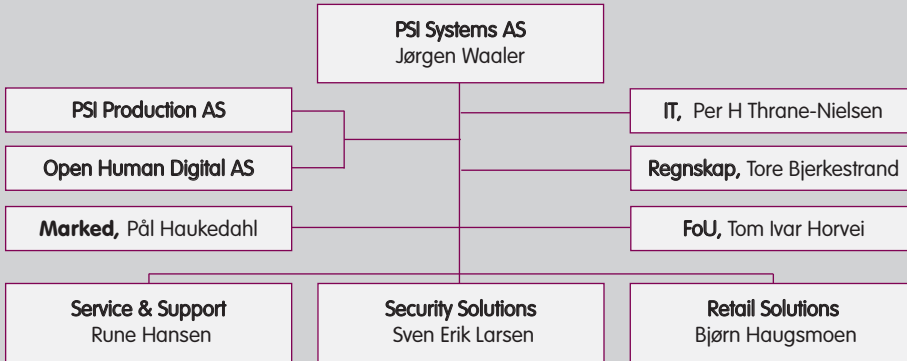 PSI Systems AS
Jørgen Waaler
PSI Production AS
IT, Per H Thrane-Nielsen
Open Human Digital AS
Regnskap, Tore Bjerkestrand
Marked, Pål Haukedahl
FoU, Tom Ivar Horvei
Service & Support
Rune Hansen
Security Solutions
Sven Erik Larsen
Retail Solutions
Bjørn Haugsmoen